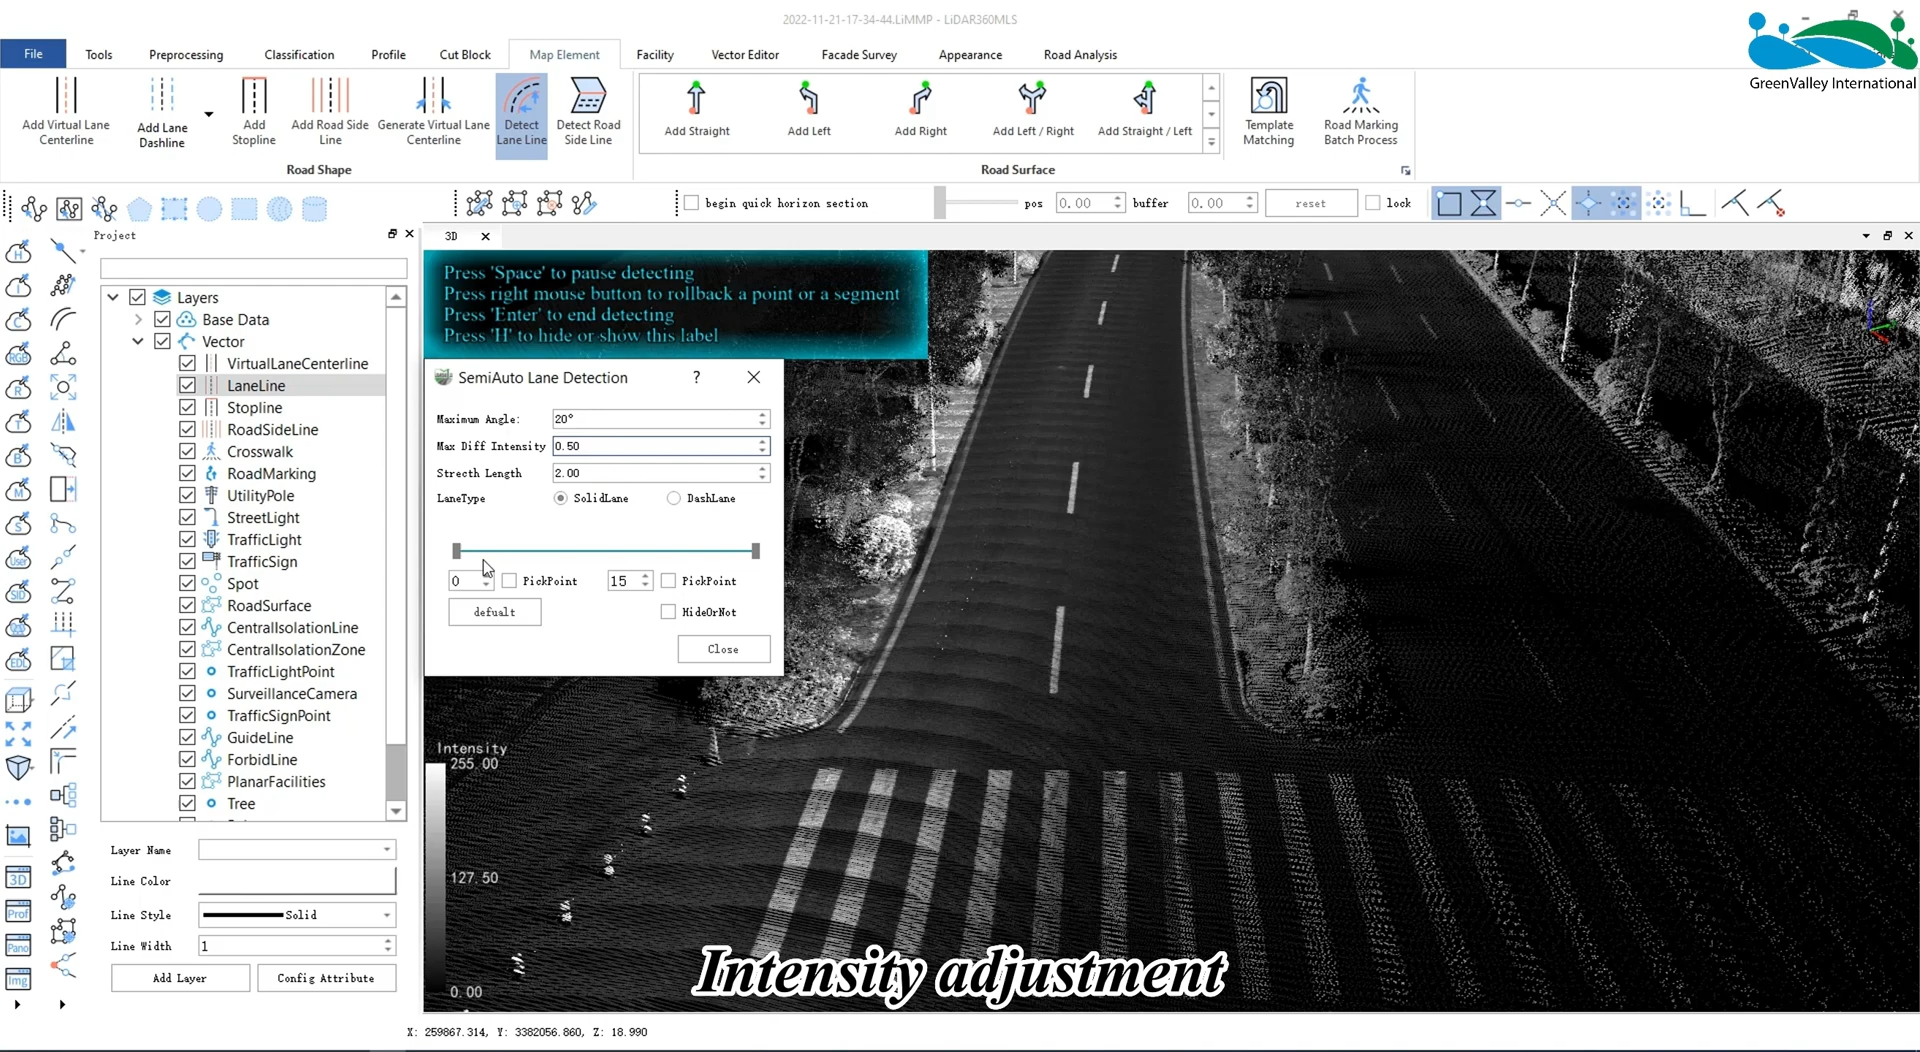 2022-11-21-17-34-44.LiMMP - LiDAR360MLS
GreenValley International
File Tools Preprocessing Classification Profile Cut Block Map Element Facility Vector Editor Facade Survey Appearance Road Analysis
Add Virtual Lane Centerline
Add Lane Dashline
Add Stopline
Add Road Side Line
Generate Virtual Lane Centerline
Detect Lane Line
Detect Road Side Line
Road Shape
Add Straight
Add Left
Add Right
Add Left / Right
Add Straight / Left
Road Surface
Template Matching
Road Marking Batch Process
begin quick horizon section
pos 0.00 buffer 0.00 reset lock
Project
3D
H
I
C
RGB
R
T
B
M
S
User
SID
EDL
3D
Prof
Pano
Img
Layers
Base Data
Vector
VirtualLaneCenterline
LaneLine
Stopline
RoadSideLine
Crosswalk
RoadMarking
UtilityPole
StreetLight
TrafficLight
TrafficSign
Spot
RoadSurface
CentralIsolationLine
CentralIsolationZone
TrafficLightPoint
SurveillanceCamera
TrafficSignPoint
GuideLine
ForbidLine
PlanarFacilities
Tree
Layer Name
Line Color
Line Style Solid
Line Width 1
Add Layer Config Attribute
Press 'Space' to pause detecting
Press right mouse button to rollback a point or a segment
Press 'Enter' to end detecting
Press 'H' to hide or show this label
SemiAuto Lane Detection ?
Maximum Angle: 20°
Max Diff Intensity 0.50
Strecth Length 2.00
LaneType SolidLane DashLane
0 PickPoint 15 PickPoint
defualt HideOrNot
Close
Intensity
255.00
127.50
0.00
Intensity adjustment
X: 259867.314, Y: 3382056.860, Z: 18.990